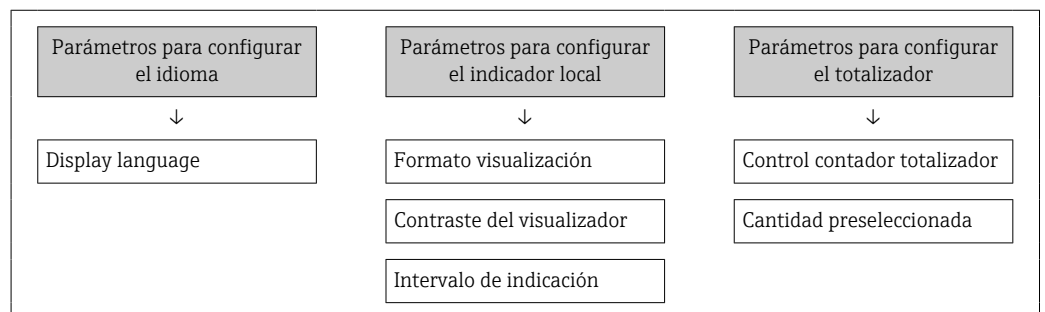 Parámetros para configurar
el idioma
↓
Display language
Parámetros para configurar
el indicador local
↓
Formato visualización
Contraste del visualizador
Intervalo de indicación
Parámetros para configurar
el totalizador
↓
Control contador totalizador
Cantidad preseleccionada